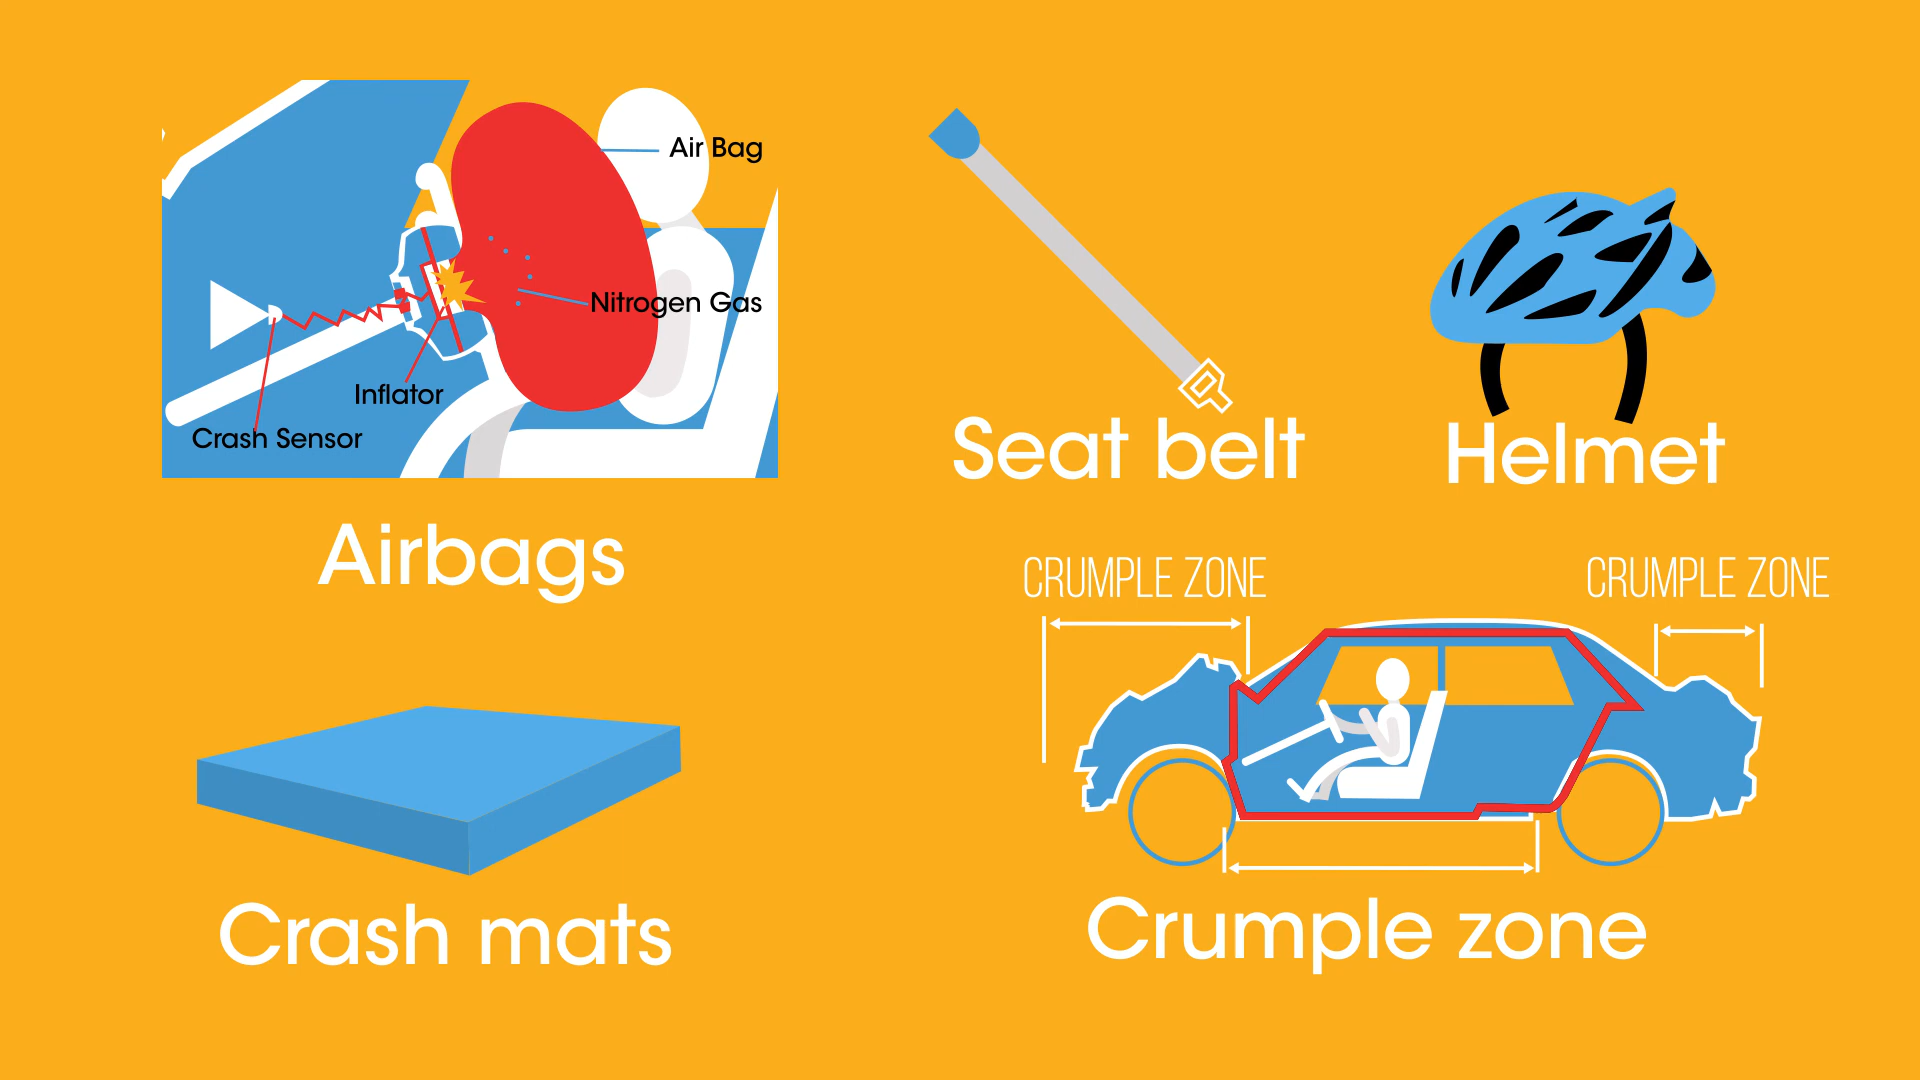 Air Bag
Nitrogen Gas
Inflator
Crash Sensor
Airbags
Seat belt
Helmet
CRUMPLE ZONE
CRUMPLE ZONE
Crash mats
Crumple zone